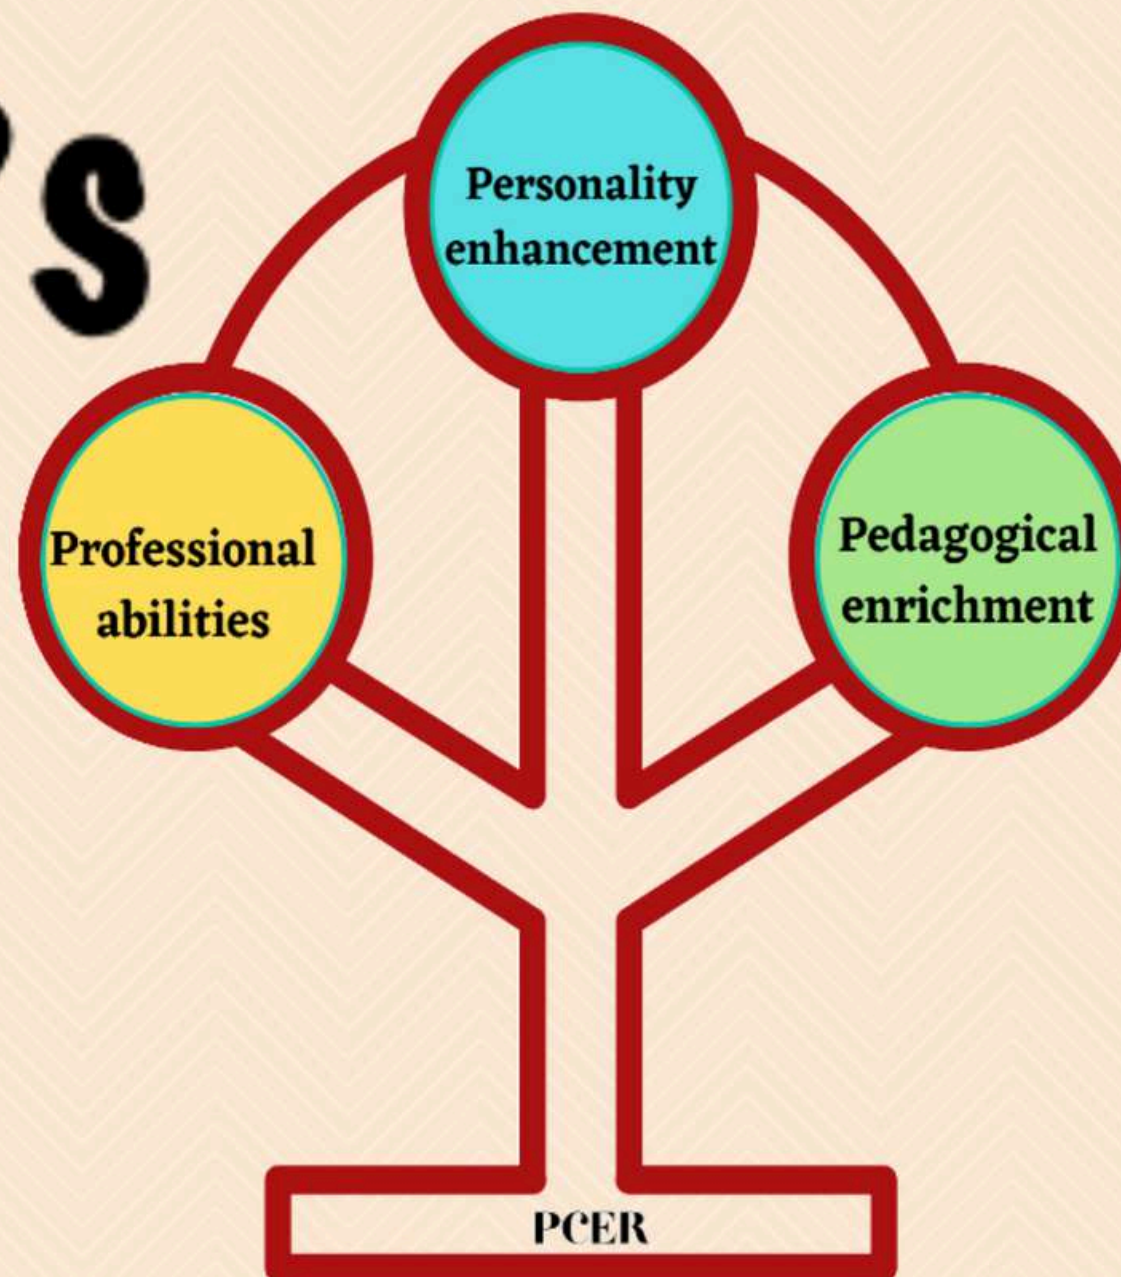 's
Personality
enhancement
Professional
abilities
Pedagogical
enrichment
PCER